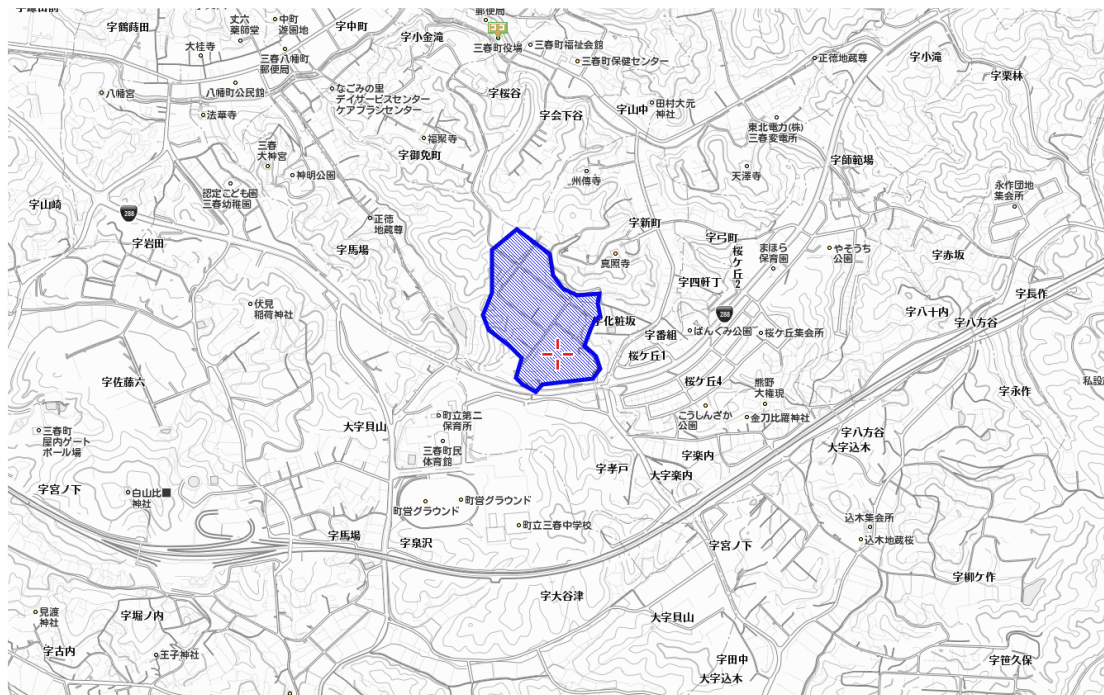 字鶴蒔田
丈六
薬師堂
中町
遊園地
字中町
大桂寺
三春八幡町
郵便局
字小金滝
郵便局
三春町役場
三春町福祉会館
三春町保健センター
正徳地蔵尊
字小滝
字栗林
八幡宮
八幡町公民館
法華寺
なごみの里
デイサービスセンター
ケアプランセンター
字桜谷
字会下谷
字山中
田村大元
神社
東北電力(株)
三春変電所
福聚寺
字御免町
三春
大神宮
神明公園
州傳寺
天澤寺
字師範場
永作団地
集会所
認定こども園
三春幼稚園
字山崎
288
字岩田
正徳
地蔵尊
字馬場
字新町
字弓町
桜ケ丘2
まほら
保育園
やそうち
公園
字赤坂
真照寺
字四軒丁
字長作
伏見
稲荷神社
288
字化粧坂
字番組
ばんくみ公園
桜ケ丘集会所
字八十内
字八方谷
桜ケ丘1
字佐藤六
桜ケ丘4
熊野
大権現
字永作
私設
町立第二
保育所
こうしんざか
公園
金刀比羅神社
大字貝山
三春町
屋内ゲート
ボール場
三春町民
体育館
字八方谷
大字込木
字楽内
字孝戸
大字楽内
字宮ノ下
白山比■
神社
町営グラウンド
町営グラウンド
町立三春中学校
込木集会所
込木地蔵桜
字馬場
字泉沢
字宮ノ下
字柳ケ作
字大谷津
見渡
神社
字堀ノ内
大字貝山
字古内
王子神社
字田中
大字込木
字笹久保